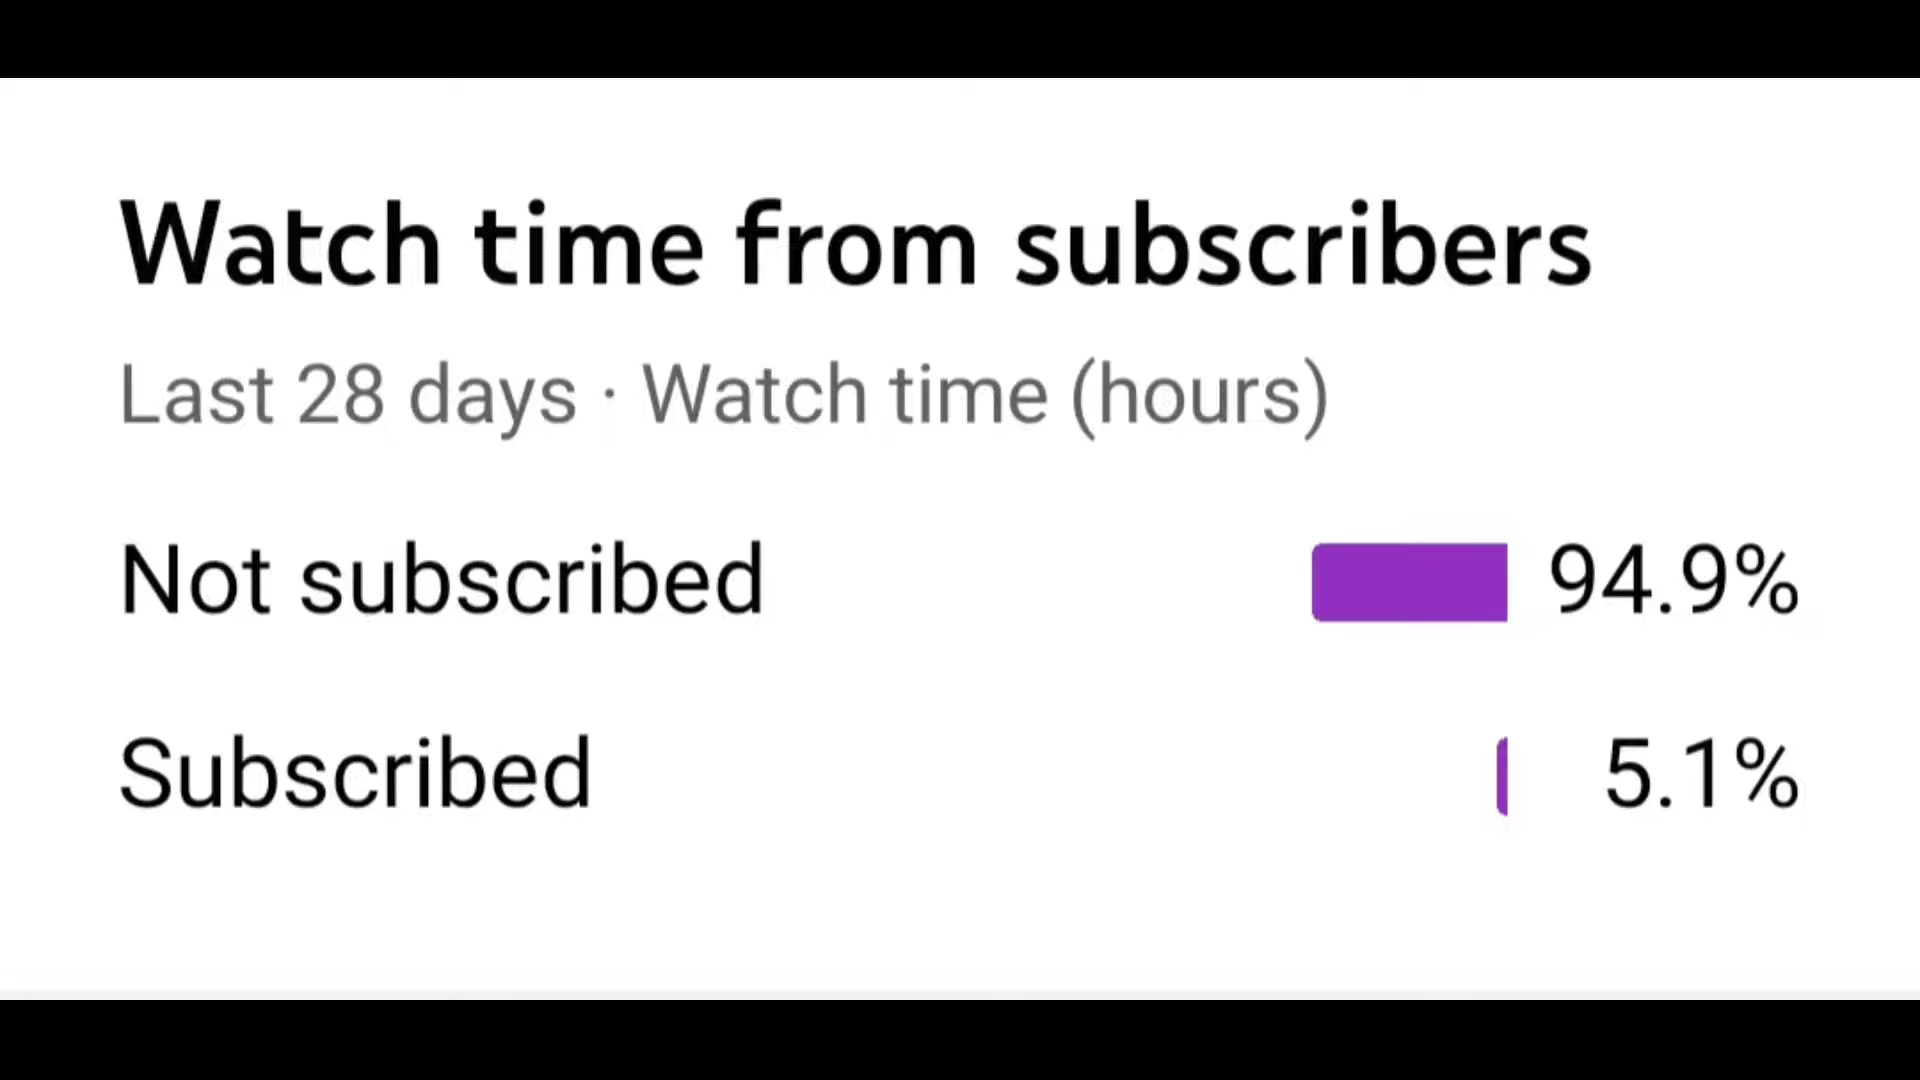 Watch time from subscribers
Last 28 days · Watch time (hours)
Not subscribed 94.9%
Subscribed 5.1%